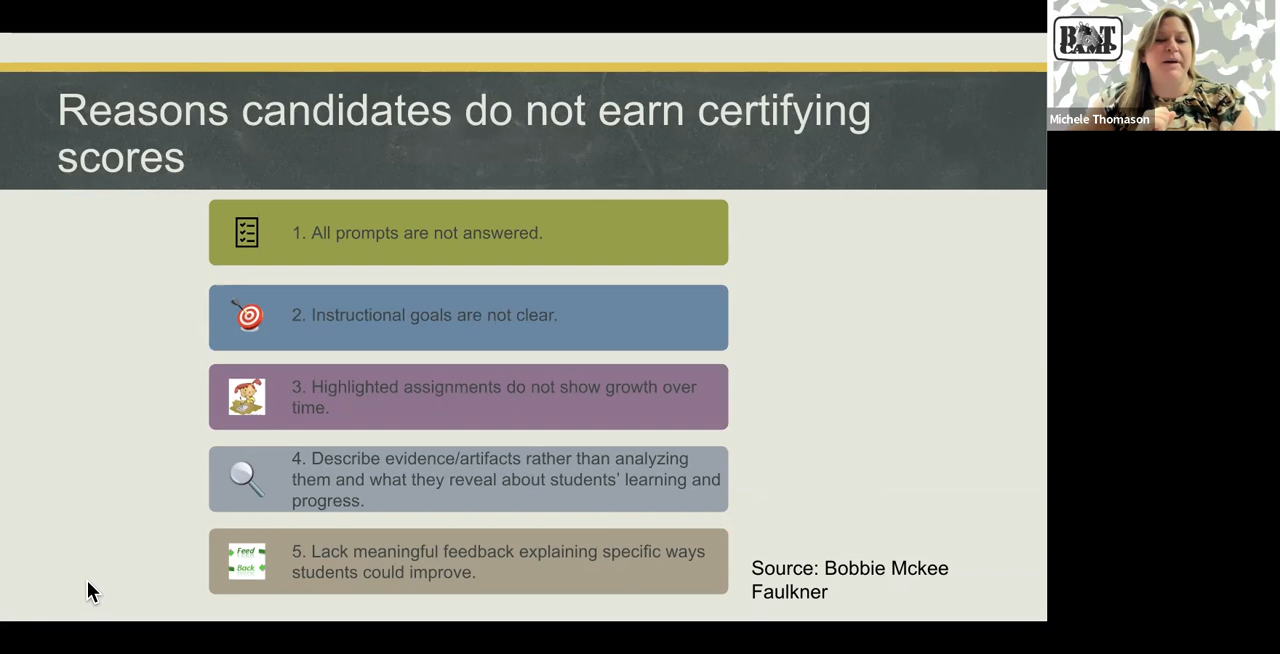 Reasons candidates do not earn certifying
scores
1. All prompts are not answered.
2. Instructional goals are not clear.
3. Highlighted assignments do not show growth over
time.
4. Describe evidence/artifacts rather than analyzing
them and what they reveal about students' learning and
progress.
Feed
Back
5. Lack meaningful feedback explaining specific ways
students could improve.
Source: Bobbie Mckee
Faulkner
BOOT
CAMP
Michele Thomason